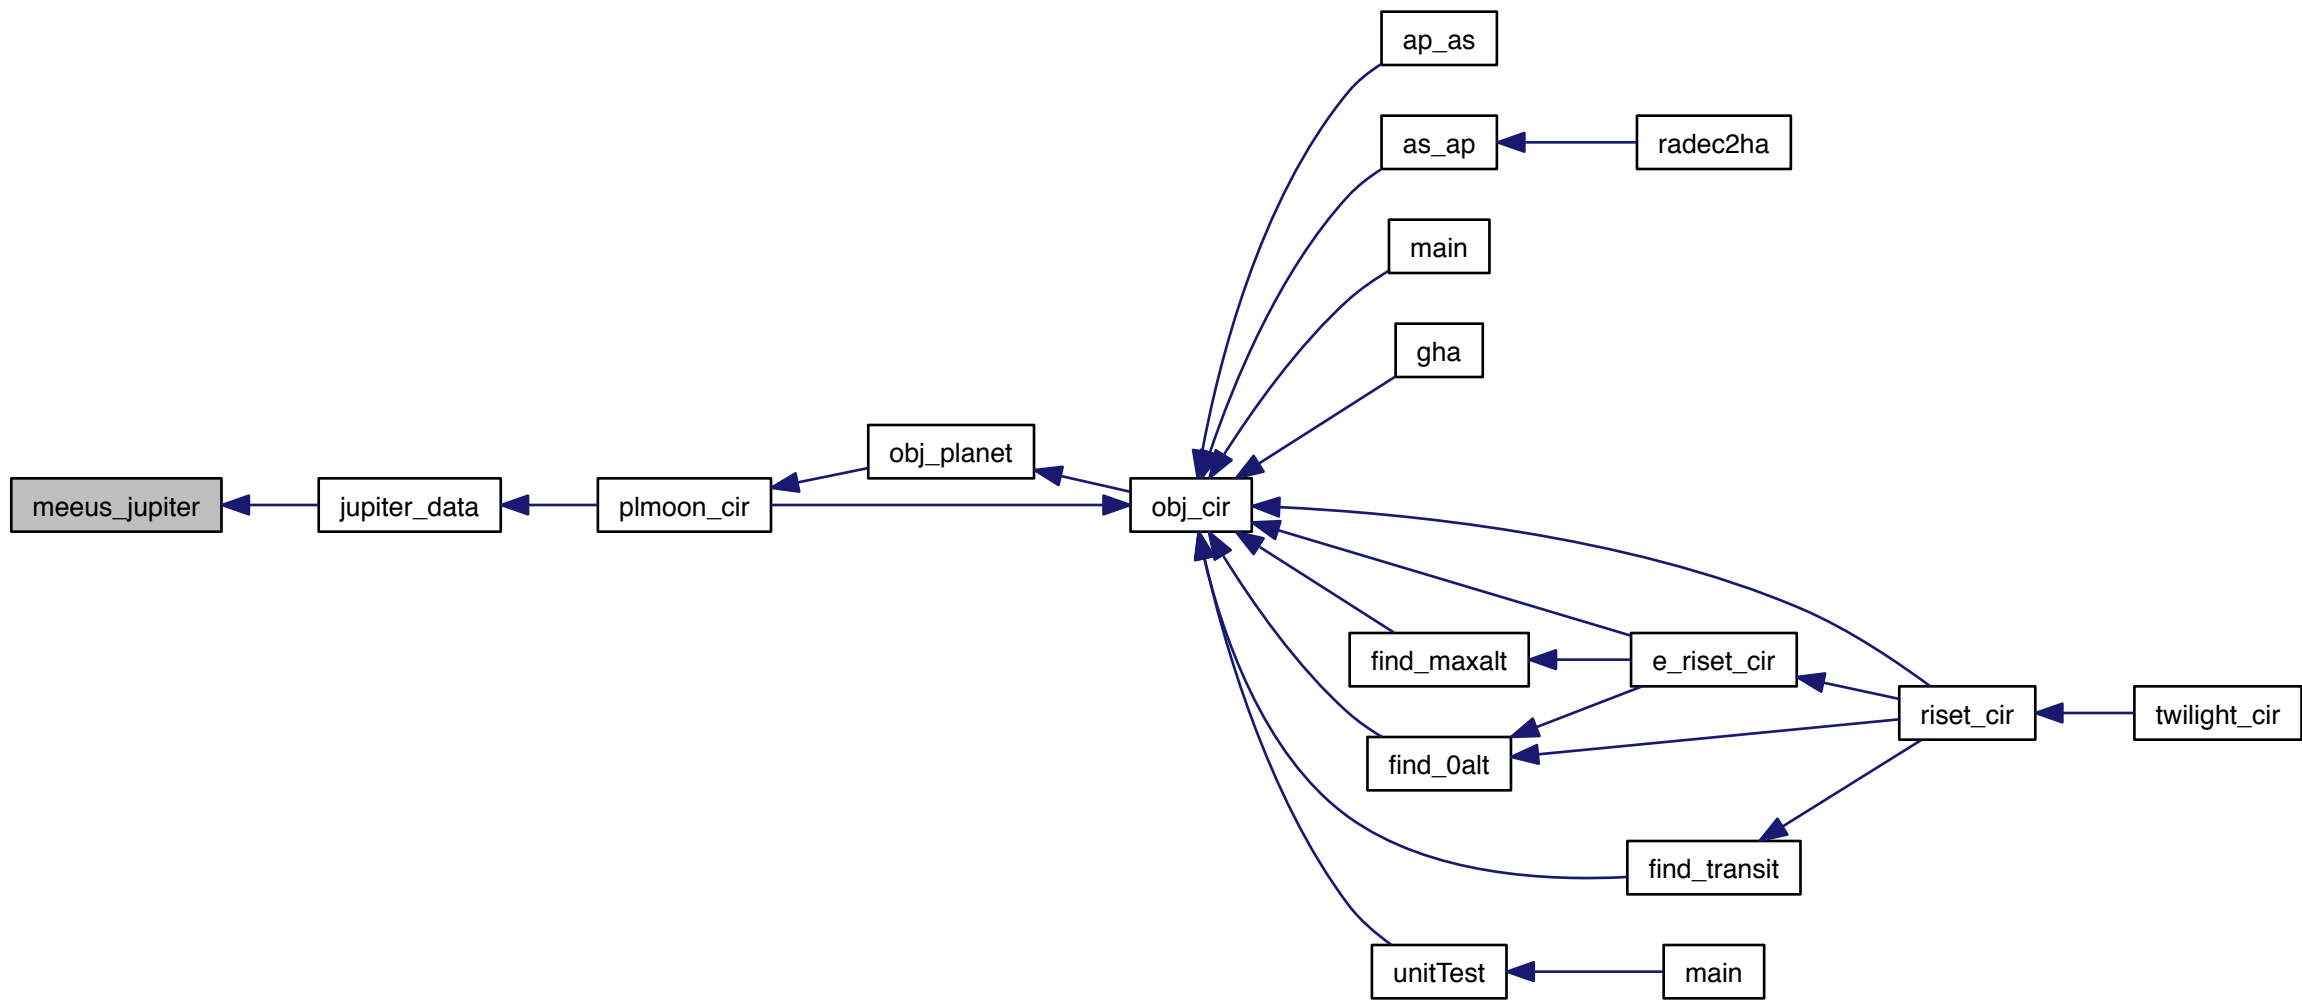 ap_as
as_ap
radec2ha
main
gha
obj_planet
meeus_jupiter
jupiter_data
plmoon_cir
obj_cir
find_maxalt
e_riset_cir
riset_cir
twilight_cir
find_0alt
find_transit
unitTest
main